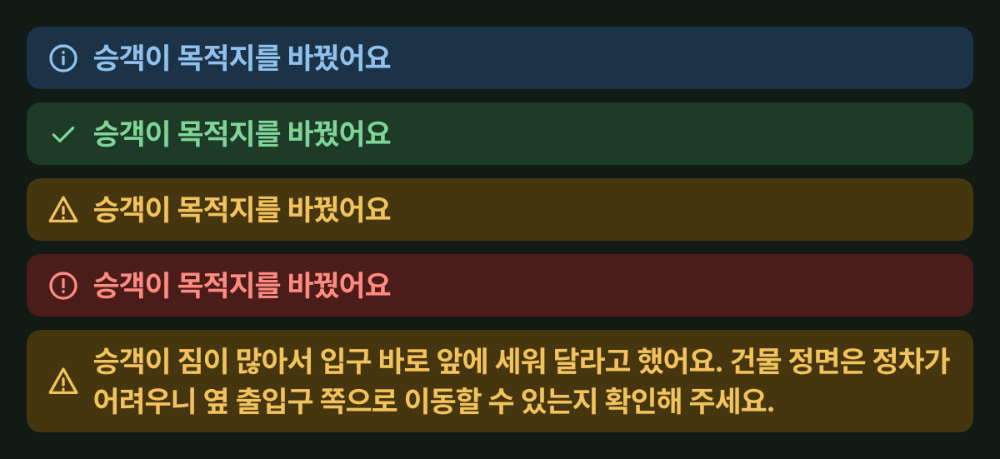 승객이 목적지를 바꿨어요
승객이 목적지를 바꿨어요
승객이 목적지를 바꿨어요
승객이 목적지를 바꿨어요
승객이 짐이 많아서 입구 바로 앞에 세워 달라고 했어요. 건물 정면은 정차가
어려우니 옆 출입구 쪽으로 이동할 수 있는지 확인해 주세요.